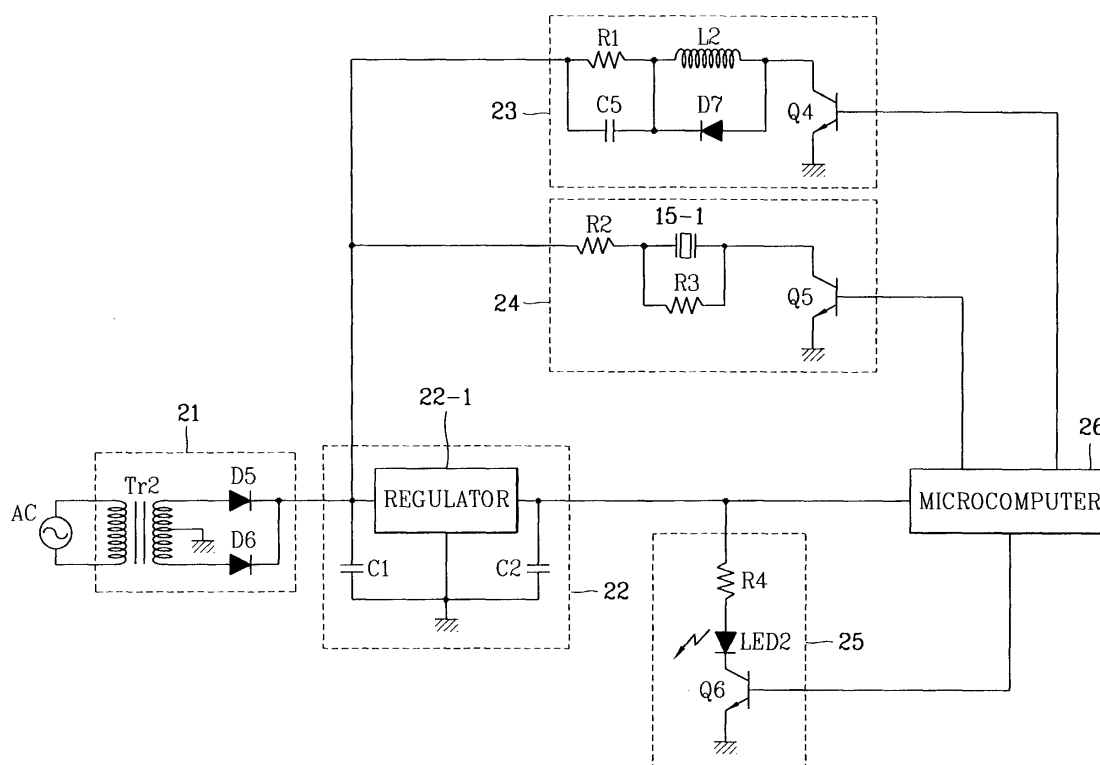 R1
L2
C5
D7
Q4
23
15-1
R2
R3
Q5
24
22-1
21
26
Tr2
D5
REGULATOR
MICROCOMPUTER
AC
D6
C1
C2
22
R4
LED2
25
Q6